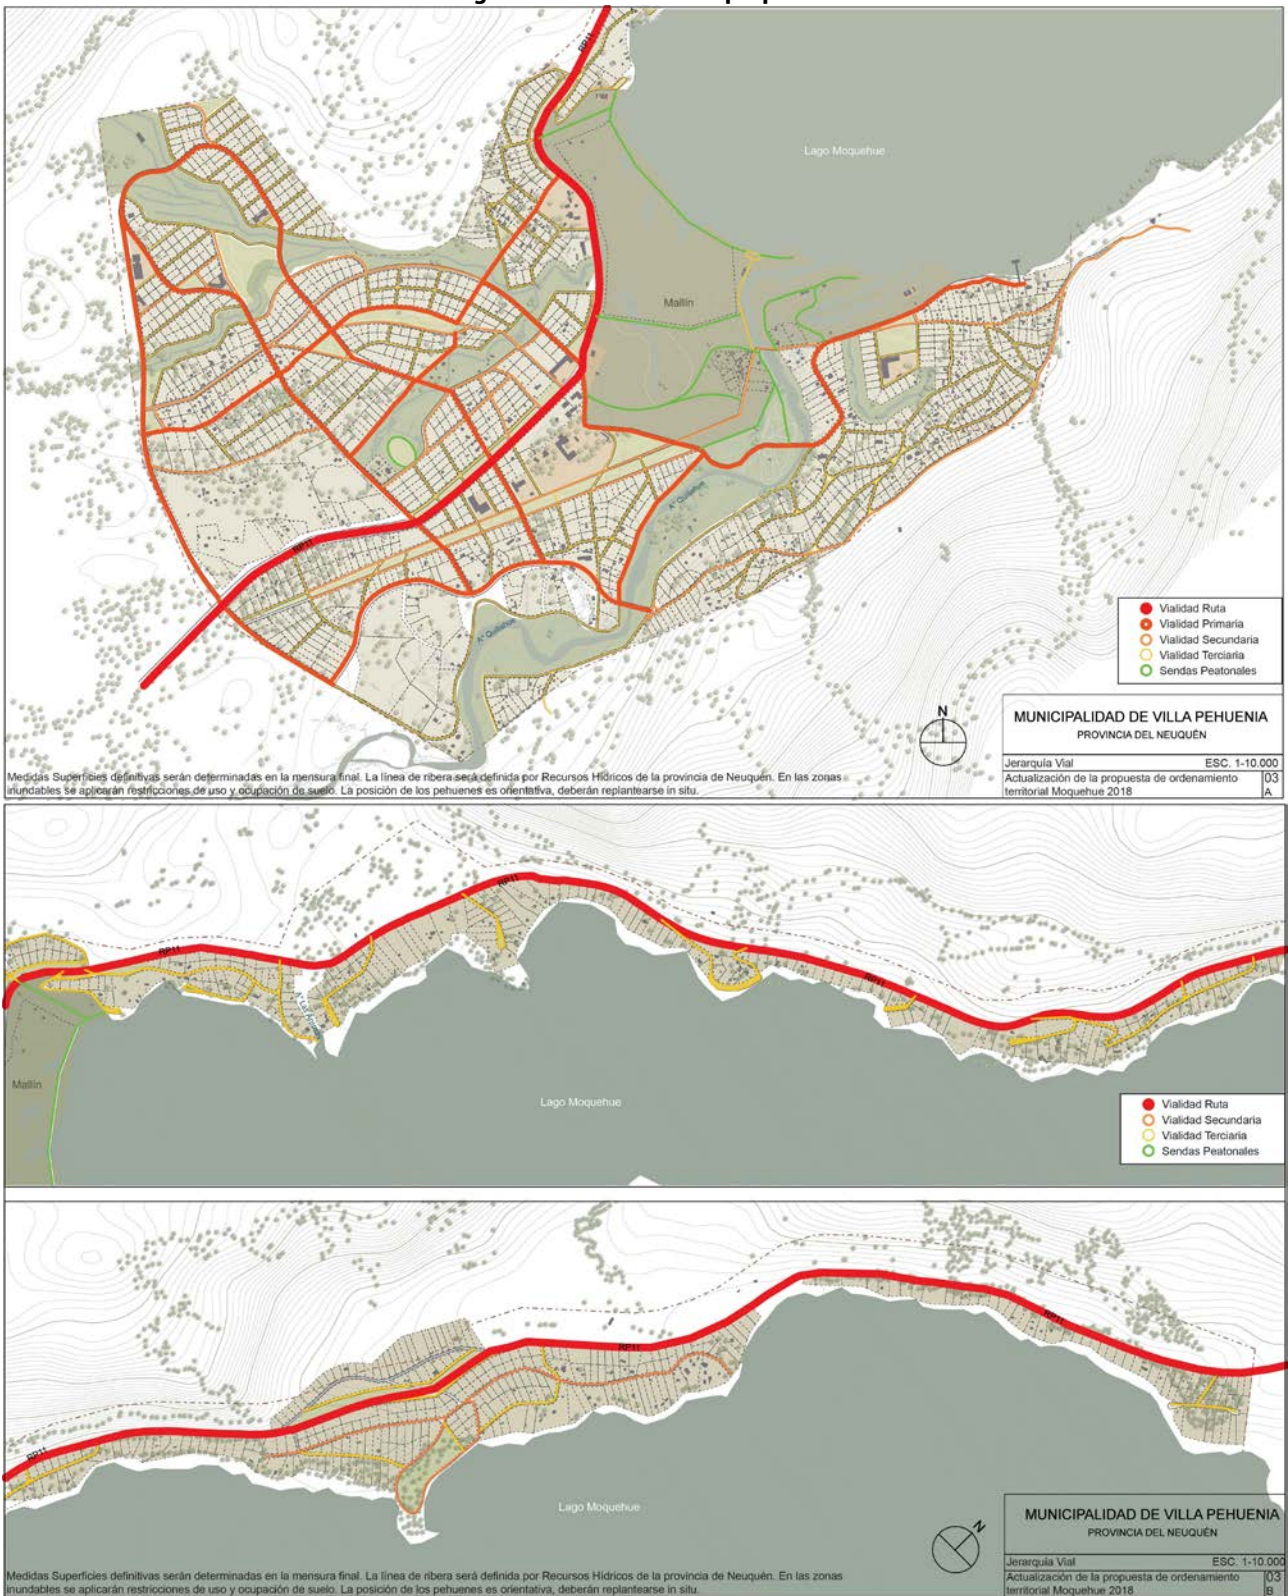 RP11
Lago Moquehue
Mallín
A° Quillahue
RP11
A° Quillahue
Vialidad Ruta
Vialidad Primaria
Vialidad Secundaria
Vialidad Terciaria
Sendas Peatonales
N
MUNICIPALIDAD DE VILLA PEHUENIA
PROVINCIA DEL NEUQUÉN
Jerarquía Vial ESC. 1-10.000
Actualización de la propuesta de ordenamiento 03
territorial Moquehue 2018 A
Medidas Superficies definitivas serán determinadas en la mensura final. La línea de ribera será definida por Recursos Hídricos de la provincia de Neuquén. En las zonas
inundables se aplicarán restricciones de uso y ocupación de suelo. La posición de los pehuenes es orientativa, deberán replantearse in situ.
RP11
RP11
RP11
Mallín
Lago Moquehue
Vialidad Ruta
Vialidad Secundaria
Vialidad Terciaria
Sendas Peatonales
RP11
RP11
RP11
Lago Moquehue
N
MUNICIPALIDAD DE VILLA PEHUENIA
PROVINCIA DEL NEUQUÉN
Jerarquía Vial ESC. 1-10.000
Actualización de la propuesta de ordenamiento 03
territorial Moquehue 2018 B
Medidas Superficies definitivas serán determinadas en la mensura final. La línea de ribera será definida por Recursos Hídricos de la provincia de Neuquén. En las zonas
inundables se aplicarán restricciones de uso y ocupación de suelo. La posición de los pehuenes es orientativa, deberán replantearse in situ.